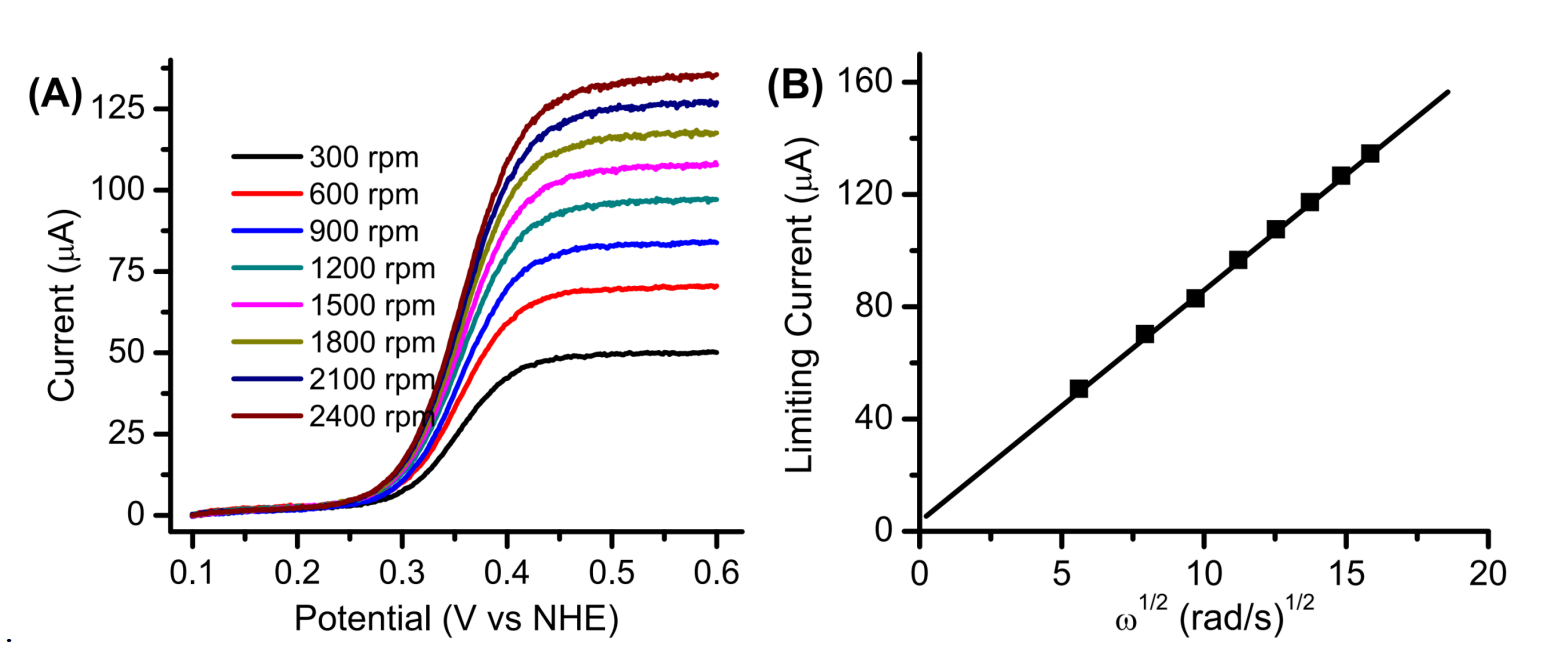 (A)
125
100
75
50
25
0
Current (μA)
300 rpm
600 rpm
900 rpm
1200 rpm
1500 rpm
1800 rpm
2100 rpm
2400 rpm
0.1 0.2 0.3 0.4 0.5 0.6
Potential (V vs NHE)
(B)
160
120
80
40
0
Limiting Current (μA)
0 5 10 15 20
ω^1/2 (rad/s)^1/2
.